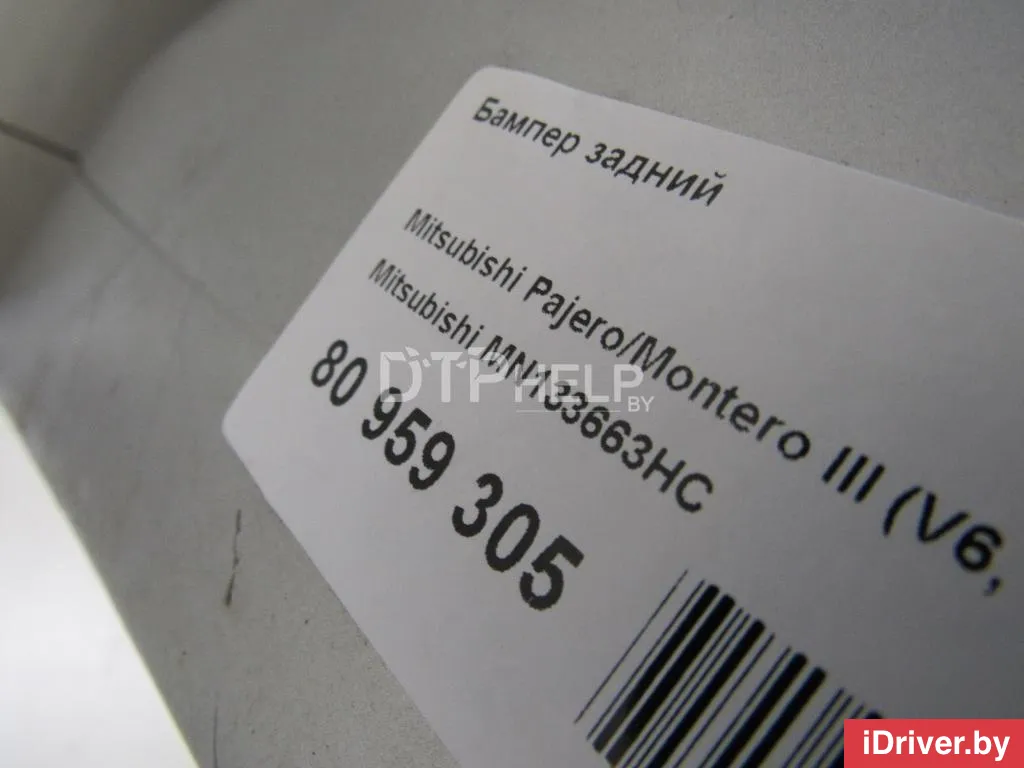 Бампер задний
Mitsubishi Pajero/Montero III (V6,
Mitsubishi MN133663HC
80 959 305
DTPHELP
BY
iDriver.by